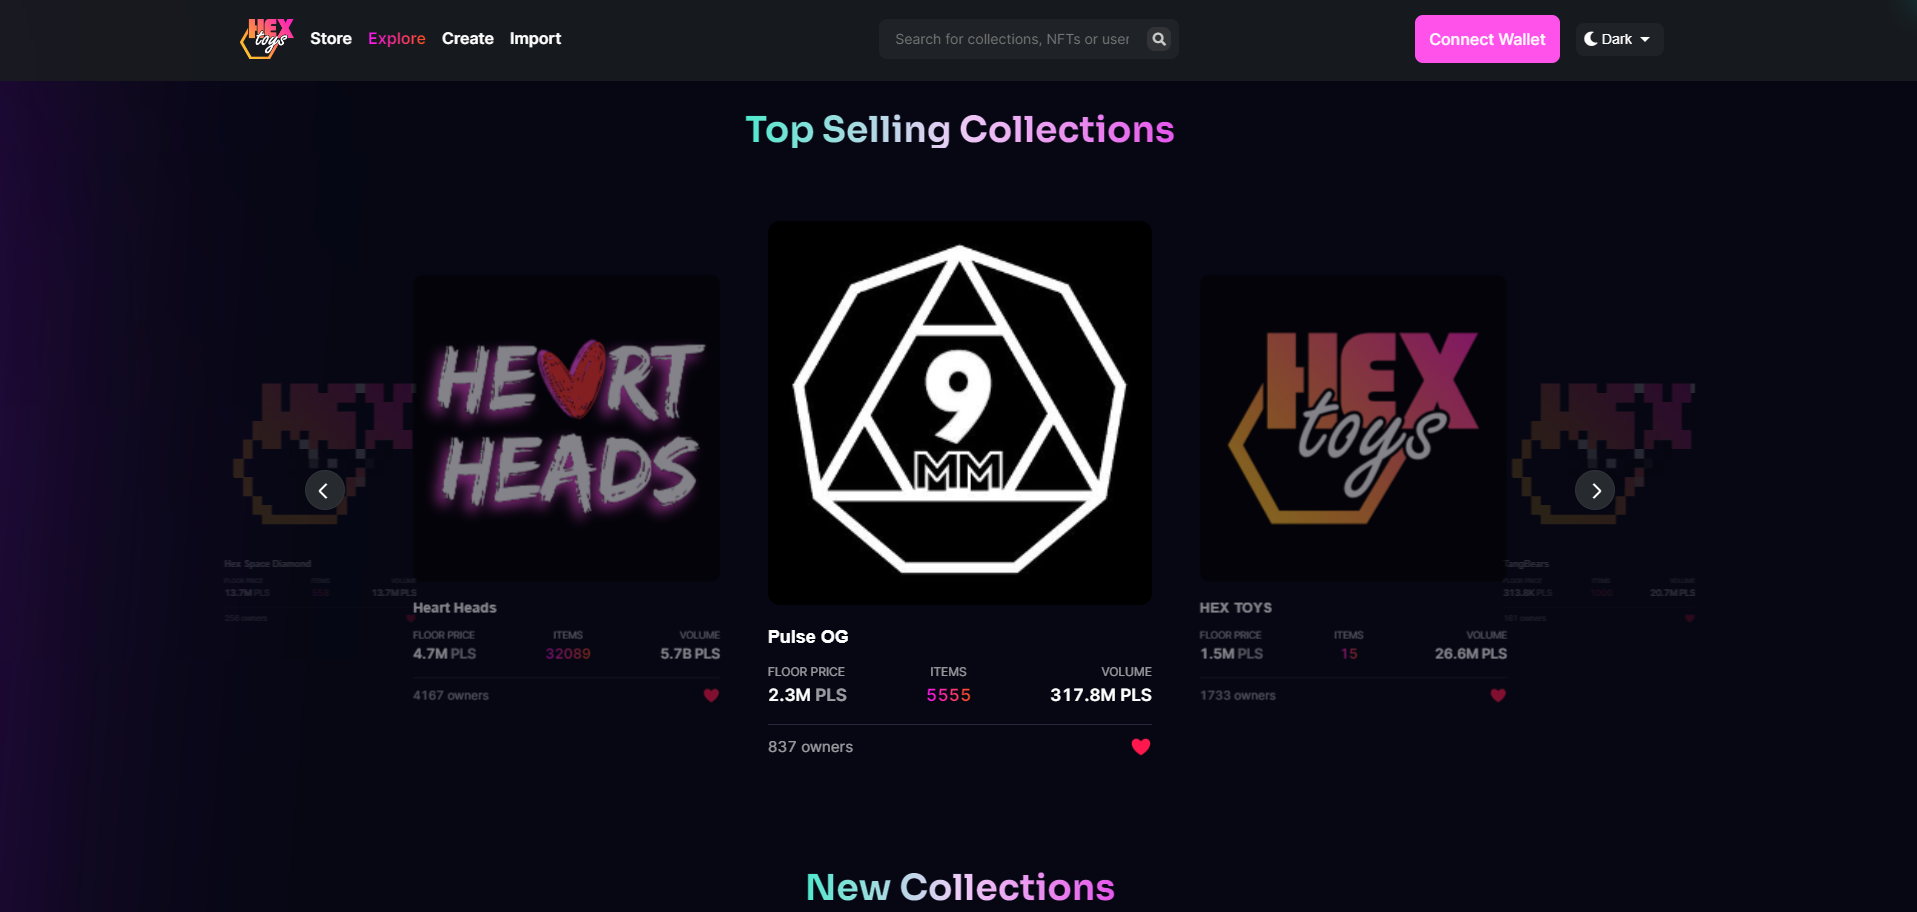 HEX toys
Store Explore Create Import
Search for collections, NFTs or user
Connect Wallet
Dark
Top Selling Collections
HEX
Hex Space Diamond
FLOOR PRICE ITEMS VOLUME
13.7M PLS 558 13.7M PLS
258 owners
HE RT
HEADS
Heart Heads
FLOOR PRICE ITEMS VOLUME
4.7M PLS 32089 5.7B PLS
4167 owners
9
MM
Pulse OG
FLOOR PRICE ITEMS VOLUME
2.3M PLS 5555 317.8M PLS
837 owners
HEX
toys
HEX TOYS
FLOOR PRICE ITEMS VOLUME
1.5M PLS 15 26.6M PLS
1733 owners
HEX
TangBears
FLOOR PRICE ITEMS VOLUME
313.8K PLS 1000 20.7M PLS
161 owners
New Collections